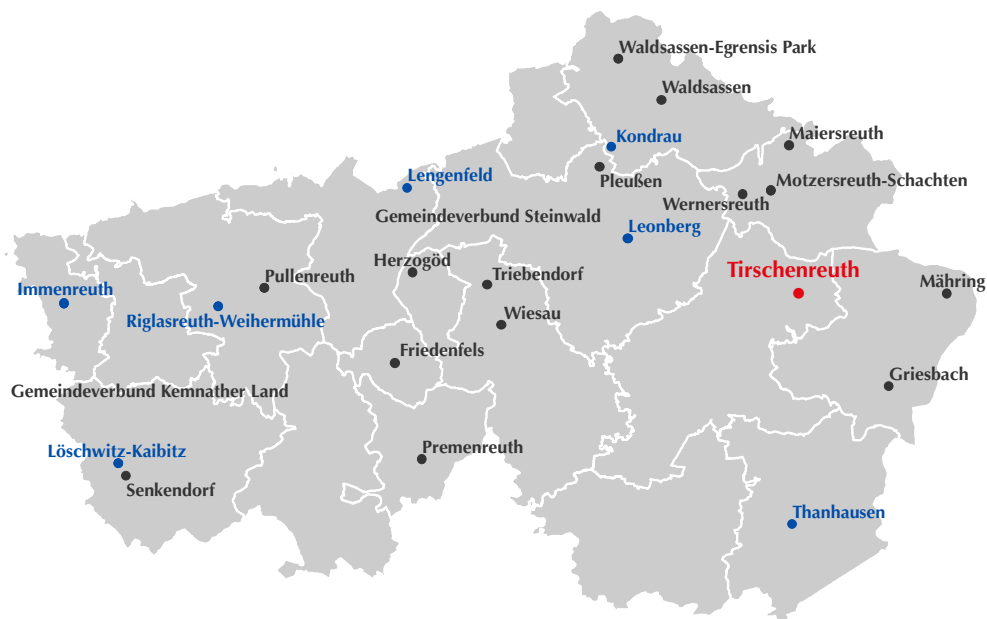 Waldsassen-Egrensis Park
Waldsassen
Kondrau
Maiersreuth
Lengenfeld
Pleußen
Motzersreuth-Schachten
Wernersreuth
Gemeindeverbund Steinwald
Leonberg
Herzogöd
Triebendorf
Tirschenreuth
Pullenreuth
Mähring
Immenreuth
Wiesau
Riglasreuth-Weihermühle
Friedenfels
Griesbach
Gemeindeverbund Kemnather Land
Premenreuth
Löschwitz-Kaibitz
Senkendorf
Thanhausen